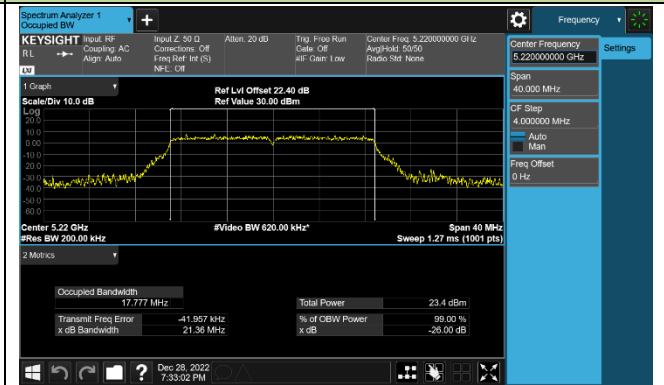 Spectrum Analyzer 1
Occupied BW
+
Frequency
KEYSIGHT
RL
LXI
Input: RF
Coupling: AC
Align: Auto
Input Z: 50 Ω
Corrections: Off
Freq Ref: Int (S)
NFE: Off
Atten: 20 dB
Trig: Free Run
Gate: Off
#IF Gain: Low
Center Freq: 5.220000000 GHz
Avg|Hold: 50/50
Radio Std: None
Center Frequency
5.220000000 GHz
Settings
Span
40.000 MHz
CF Step
4.000000 MHz
Auto
Man
Freq Offset
0 Hz
1 Graph
Scale/Div 10.0 dB
Ref Lvl Offset 22.40 dB
Ref Value 30.00 dBm
Log
20.0
10.0
0.00
-10.0
-20.0
-30.0
-40.0
-50.0
-60.0
Center 5.22 GHz
#Video BW 620.00 kHz*
Span 40 MHz
#Res BW 200.00 kHz
Sweep 1.27 ms (1001 pts)
2 Metrics
Occupied Bandwidth
17.777 MHz
Total Power 23.4 dBm
Transmit Freq Error -41.957 kHz
% of OBW Power 99.00 %
x dB Bandwidth 21.36 MHz
x dB -26.00 dB
?
Dec 28, 2022
7:33:02 PM